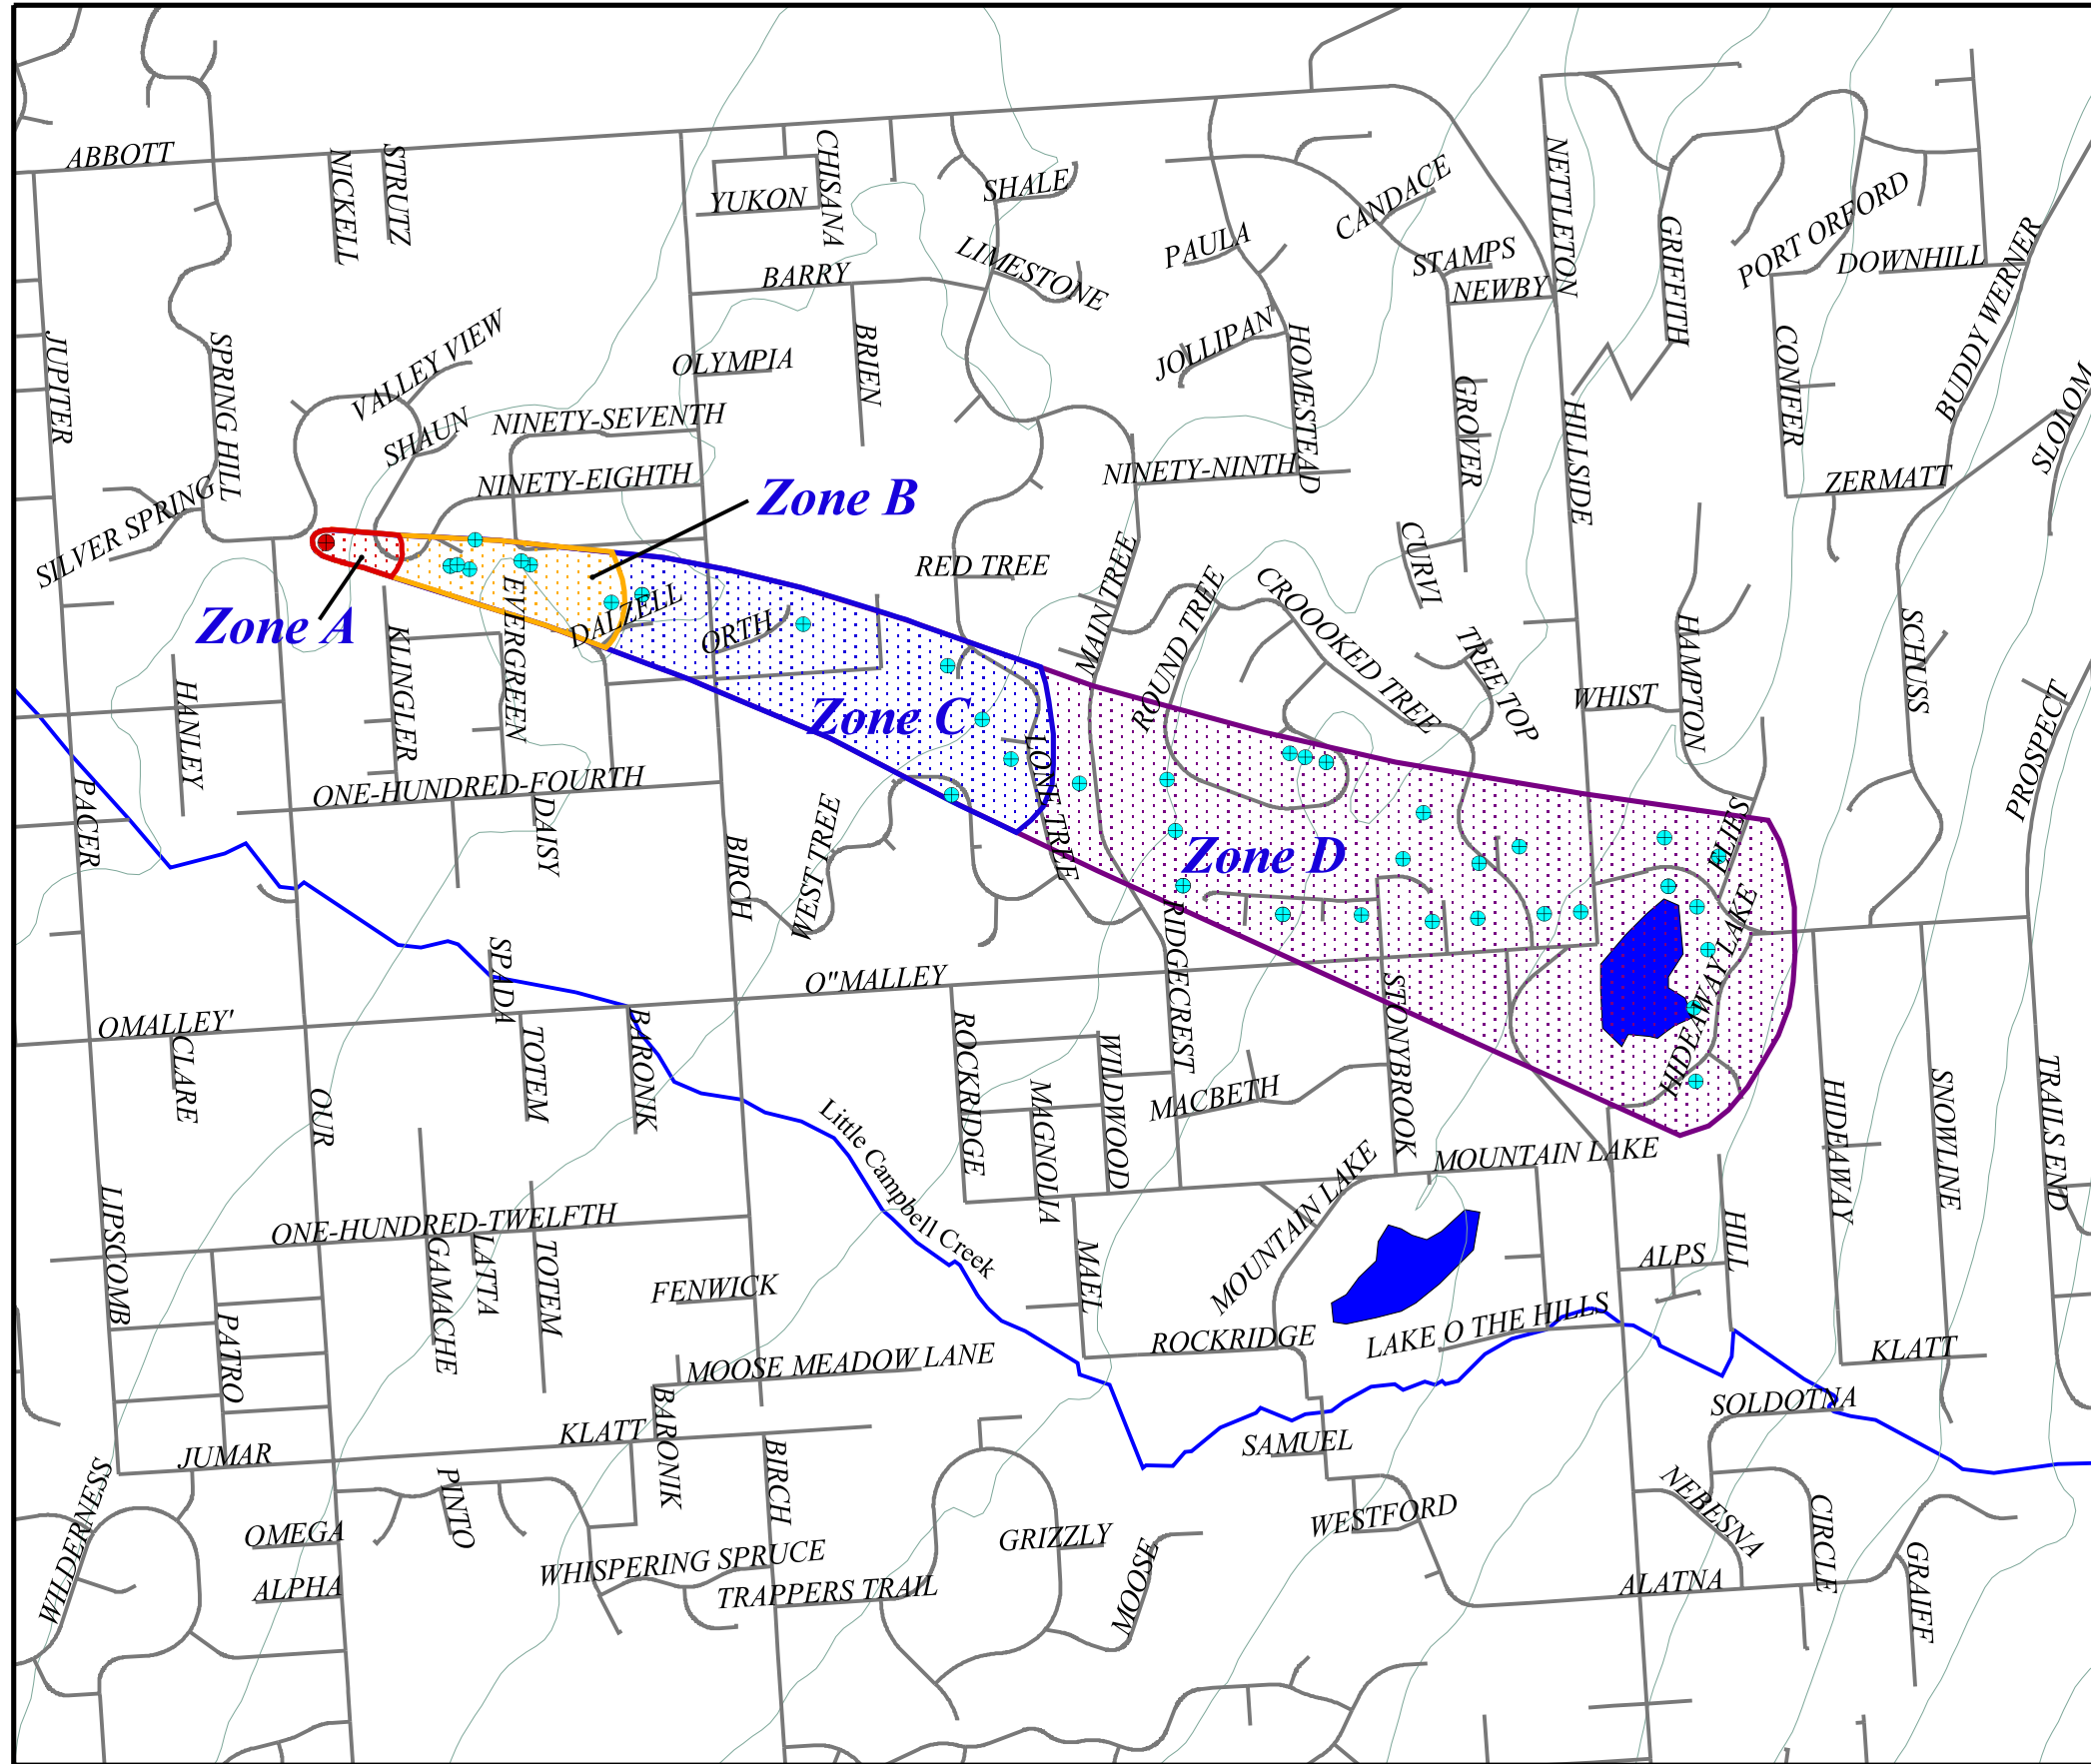 ABBOTT
NICKELL
STRUTZ
CHISANA
YUKON
SHALE
CANDACE
NETTLETON
GRIFFITH
PORT ORFORD
DOWNHILL
BUDDY WERNER
PAULA
STAMPS
NEWBY
LIMESTONE
BARRY
JUPITER
SPRING HILL
VALLEY VIEW
SHAUN
OLYMPIA
BRIEN
JOLLIPAN
HOMESTEAD
GROVER
HILLSIDE
CONIFER
SLOLOM
NINETY-SEVENTH
NINETY-EIGHTH
NINETY-NINTH
ZERMATT
SILVER SPRING
Zone B
RED TREE
MAIN TREE
ROUND TREE
CROOKED TREE
CURVI
TREE TOP
Zone A
KLINGLER
EVERGREEN
DALZELL
ORTH
HANLEY
Zone C
LONE TREE
WHIST
HAMPTON
SCHUSS
PROSPECT
PACER
ONE-HUNDRED-FOURTH
DAISY
BIRCH
WEST TREE
Zone D
FLIES
HIDEAWAY LAKE
RIDGECREST
O"MALLEY
SPADA
OMALLEY'
CLARE
OUR
TOTEM
BARONIK
ROCKRIDGE
MAGNOLIA
WILDWOOD
MACBETH
STONYBROOK
MOUNTAIN LAKE
MOUNTAIN LAKE
HIDEAWAY
SNOWLINE
TRAILS END
Little Campbell Creek
LIPSCOMB
ONE-HUNDRED-TWELFTH
GAMACHE
LATTA
TOTEM
FENWICK
MAEL
ALPS
HILL
PATRO
MOOSE MEADOW LANE
ROCKRIDGE
LAKE O THE HILLS
KLATT
SOLDOTNA
JUMAR
KLATT
BARONIK
BIRCH
SAMUEL
WILDERNESS
PINTO
OMEGA
ALPHA
WHISPERING SPRUCE
TRAPPERS TRAIL
GRIZZLY
MOOSE
WESTFORD
NEBESNA
CIRCLE
GRAIFF
ALATNA